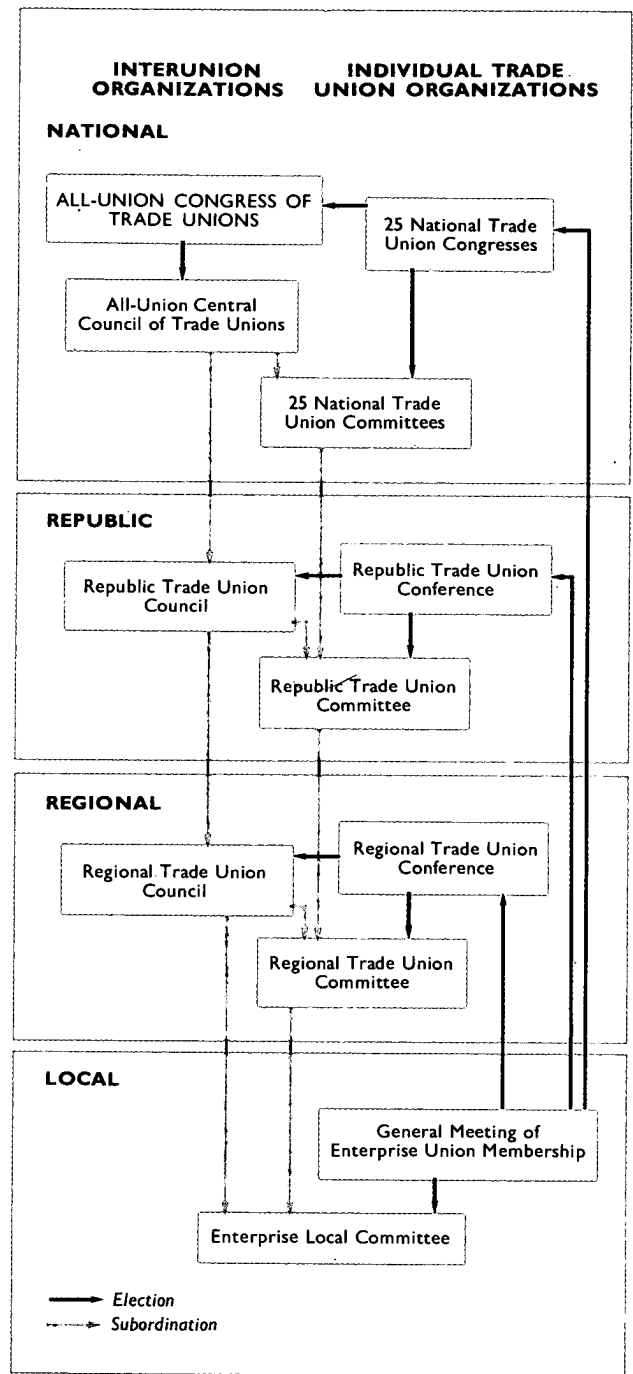 INTERUNION
ORGANIZATIONS
INDIVIDUAL TRADE
UNION ORGANIZATIONS
NATIONAL
ALL-UNION CONGRESS OF
TRADE UNIONS
25 National Trade
Union Congresses
All-Union Central
Council of Trade Unions
25 National Trade
Union Committees
REPUBLIC
Republic Trade Union
Council
Republic Trade Union
Conference
Republic Trade Union
Committee
REGIONAL
Regional Trade Union
Council
Regional Trade Union
Conference
Regional Trade Union
Committee
LOCAL
General Meeting of
Enterprise Union Membership
Enterprise Local Committee
Election
Subordination